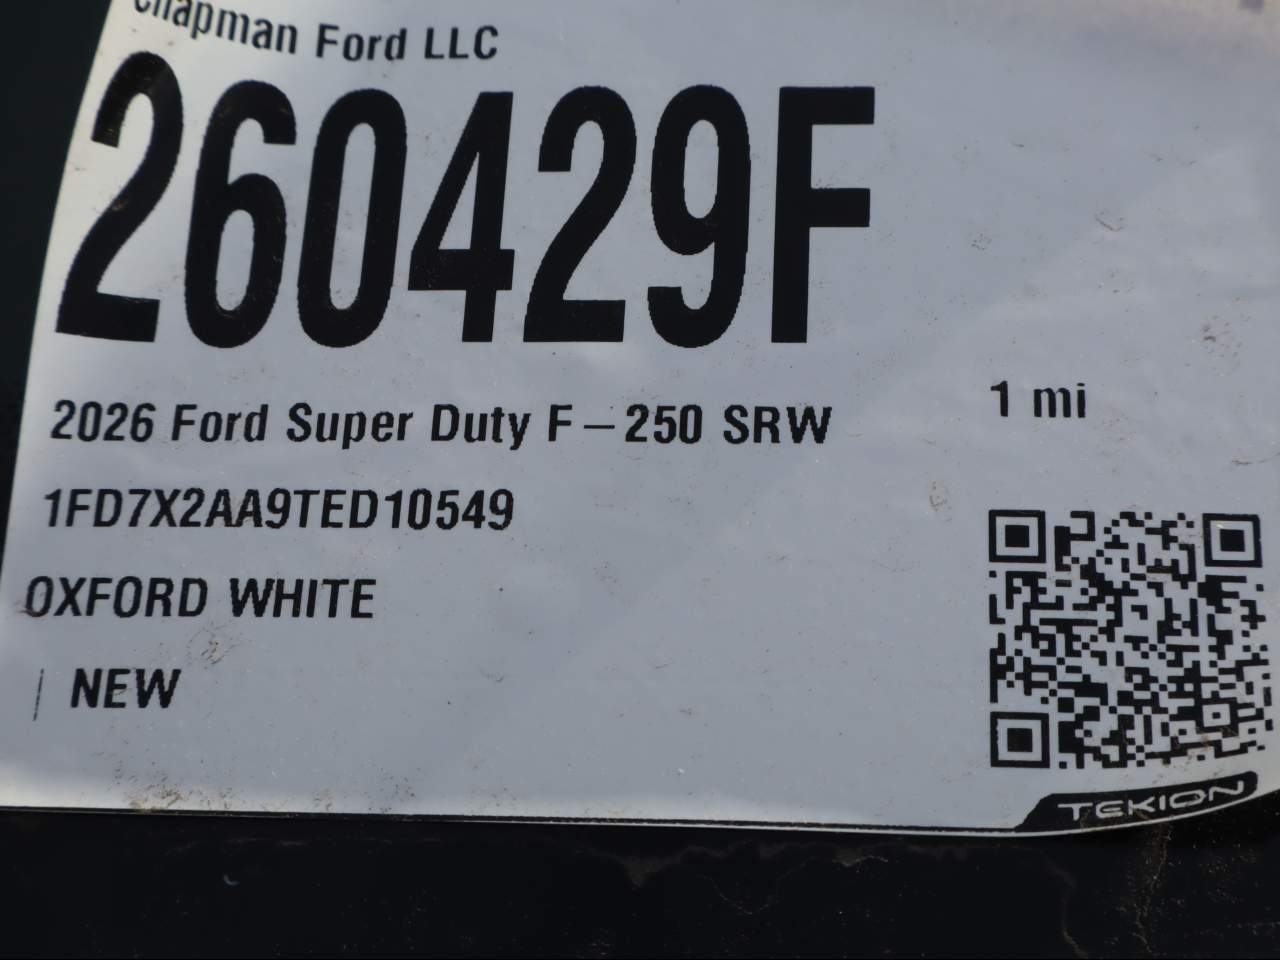 Chapman Ford LLC
260429F
2026 Ford Super Duty F-250 SRW
1 mi
1FD7X2AA9TED10549
OXFORD WHITE
NEW
TEKION